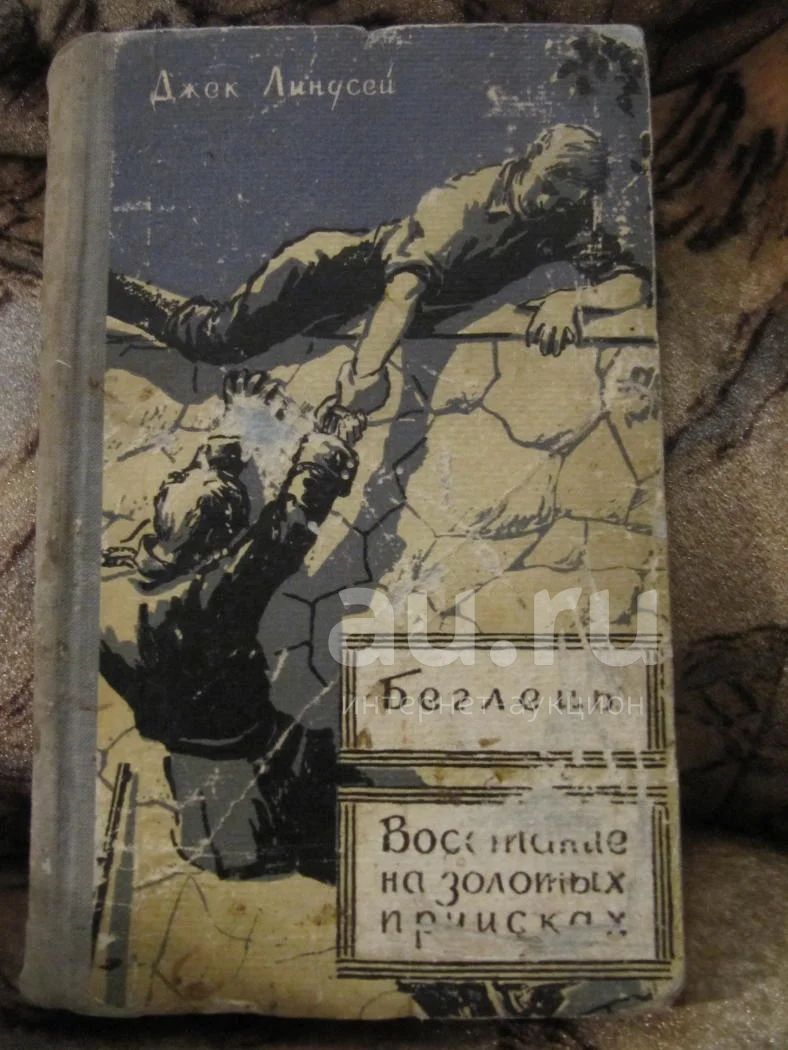 Джек Линдсей
au.ru
интернет-аукцион
Беглецы
Восстание
на золотых
приисках